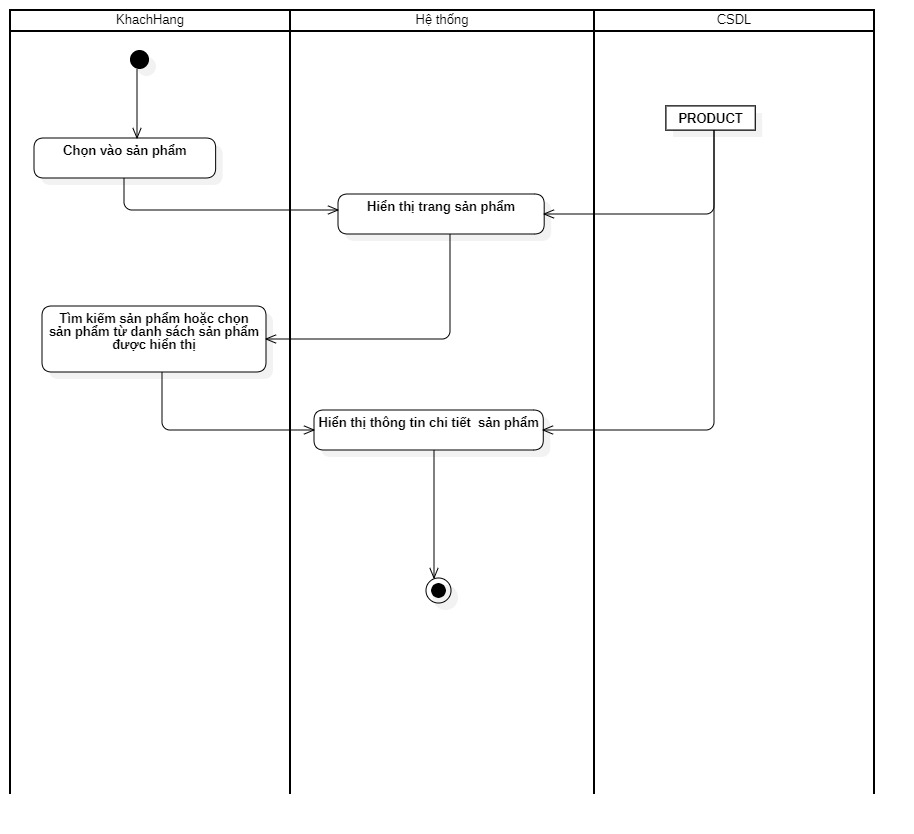 KhachHang
Hệ thống
CSDL
PRODUCT
Chọn vào sản phẩm
Hiển thị trang sản phẩm
Tìm kiếm sản phẩm hoặc chọn
sản phẩm từ danh sách sản phẩm
được hiển thị
Hiển thị thông tin chi tiết  sản phẩm